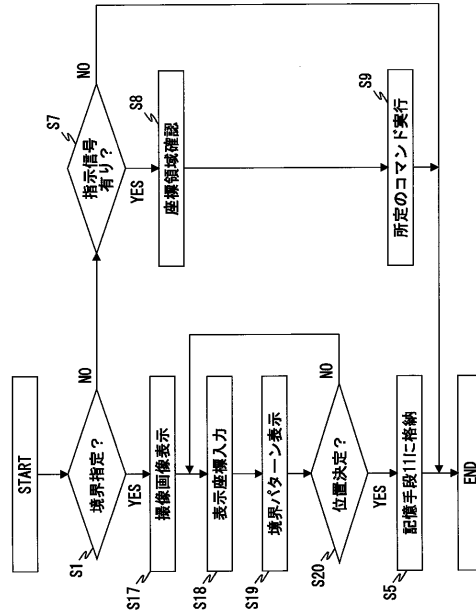 START
S1
境界指定？
NO
YES
S17
撮像画像表示
S18
表示座標入力
S19
境界パターン表示
S20
位置決定？
NO
YES
S5
記憶手段11に格納
END
S7
指示信号
有り？
NO
YES
S8
座標領域確認
S9
所定のコマンド実行